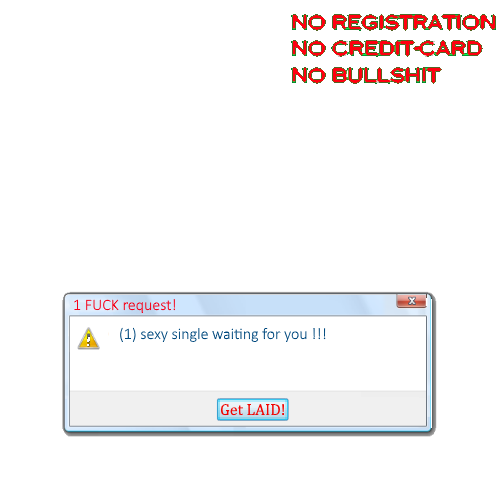 NO REGISTRATION
NO CREDIT-CARD
NO BULLSHIT
1 FUCK request!
(1) sexy single waiting for you !!!
Get LAID!